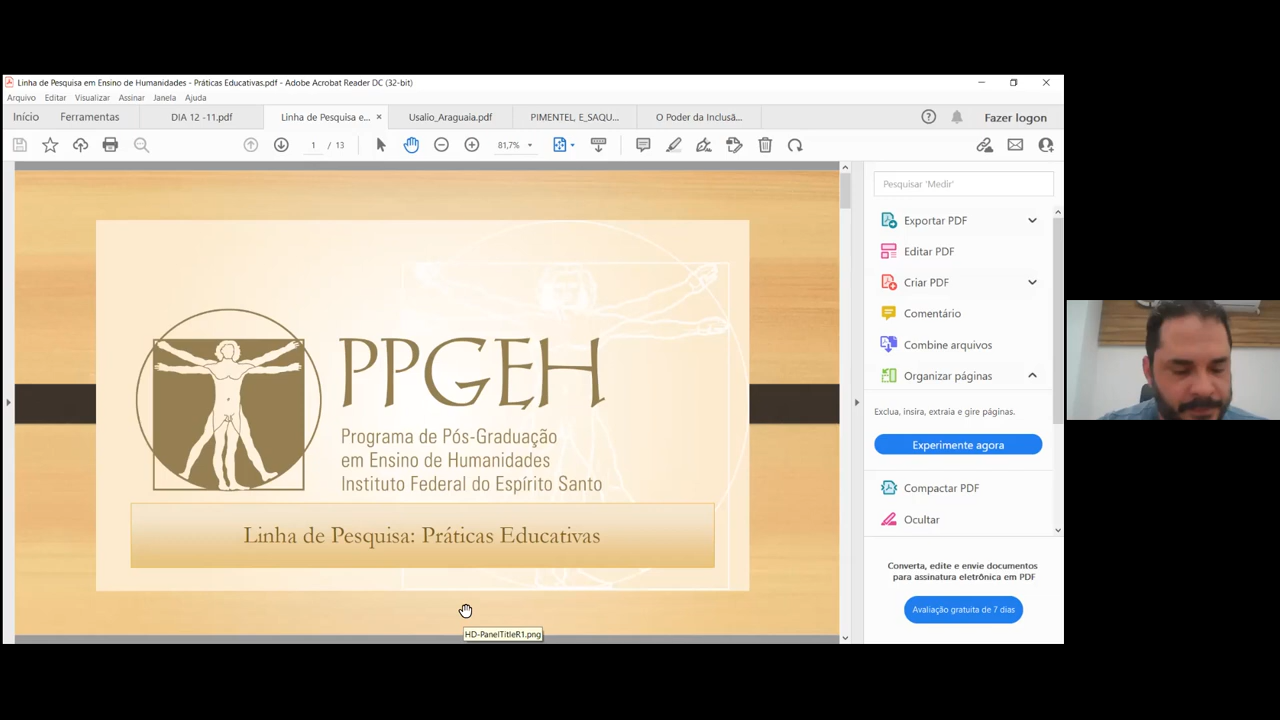 Linha de Pesquisa em Ensino de Humanidades - Práticas Educativas.pdf - Adobe Acrobat Reader DC (32-bit)
Arquivo Editar Visualizar Assinar Janela Ajuda
Início Ferramentas DIA 12 -11.pdf Linha de Pesquisa e... Usalio_Araguaia.pdf PIMENTEL, E_SAQU... O Poder da Inclusã... Fazer logon
1 / 13 81,7%
Pesquisar 'Medir'
Exportar PDF
Editar PDF
Criar PDF
Comentário
Combine arquivos
Organizar páginas
Exclua, insira, extraia e gire páginas.
Experimente agora
Compactar PDF
Ocultar
Converta, edite e envie documentos
para assinatura eletrônica em PDF
Avaliação gratuita de 7 dias
PPGEH
Programa de Pós-Graduação
em Ensino de Humanidades
Instituto Federal do Espírito Santo
Linha de Pesquisa: Práticas Educativas
HD-PanelTitleR1.png